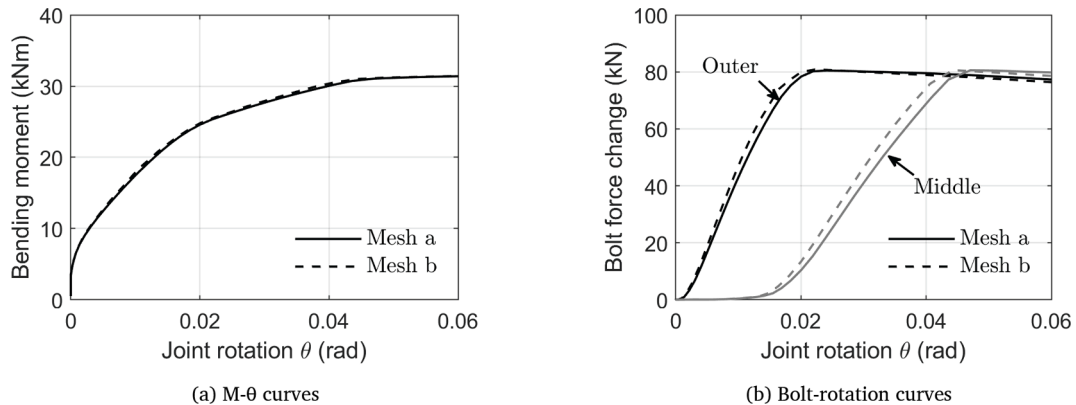 40
30
20
10
0
Bending moment (kNm)
Mesh a
Mesh b
0
0.02
0.04
0.06
Joint rotation θ (rad)
(a) M-θ curves
100
80
60
40
20
0
Bolt force change (kN)
Outer
Middle
Mesh a
Mesh b
0
0.02
0.04
0.06
Joint rotation θ (rad)
(b) Bolt-rotation curves